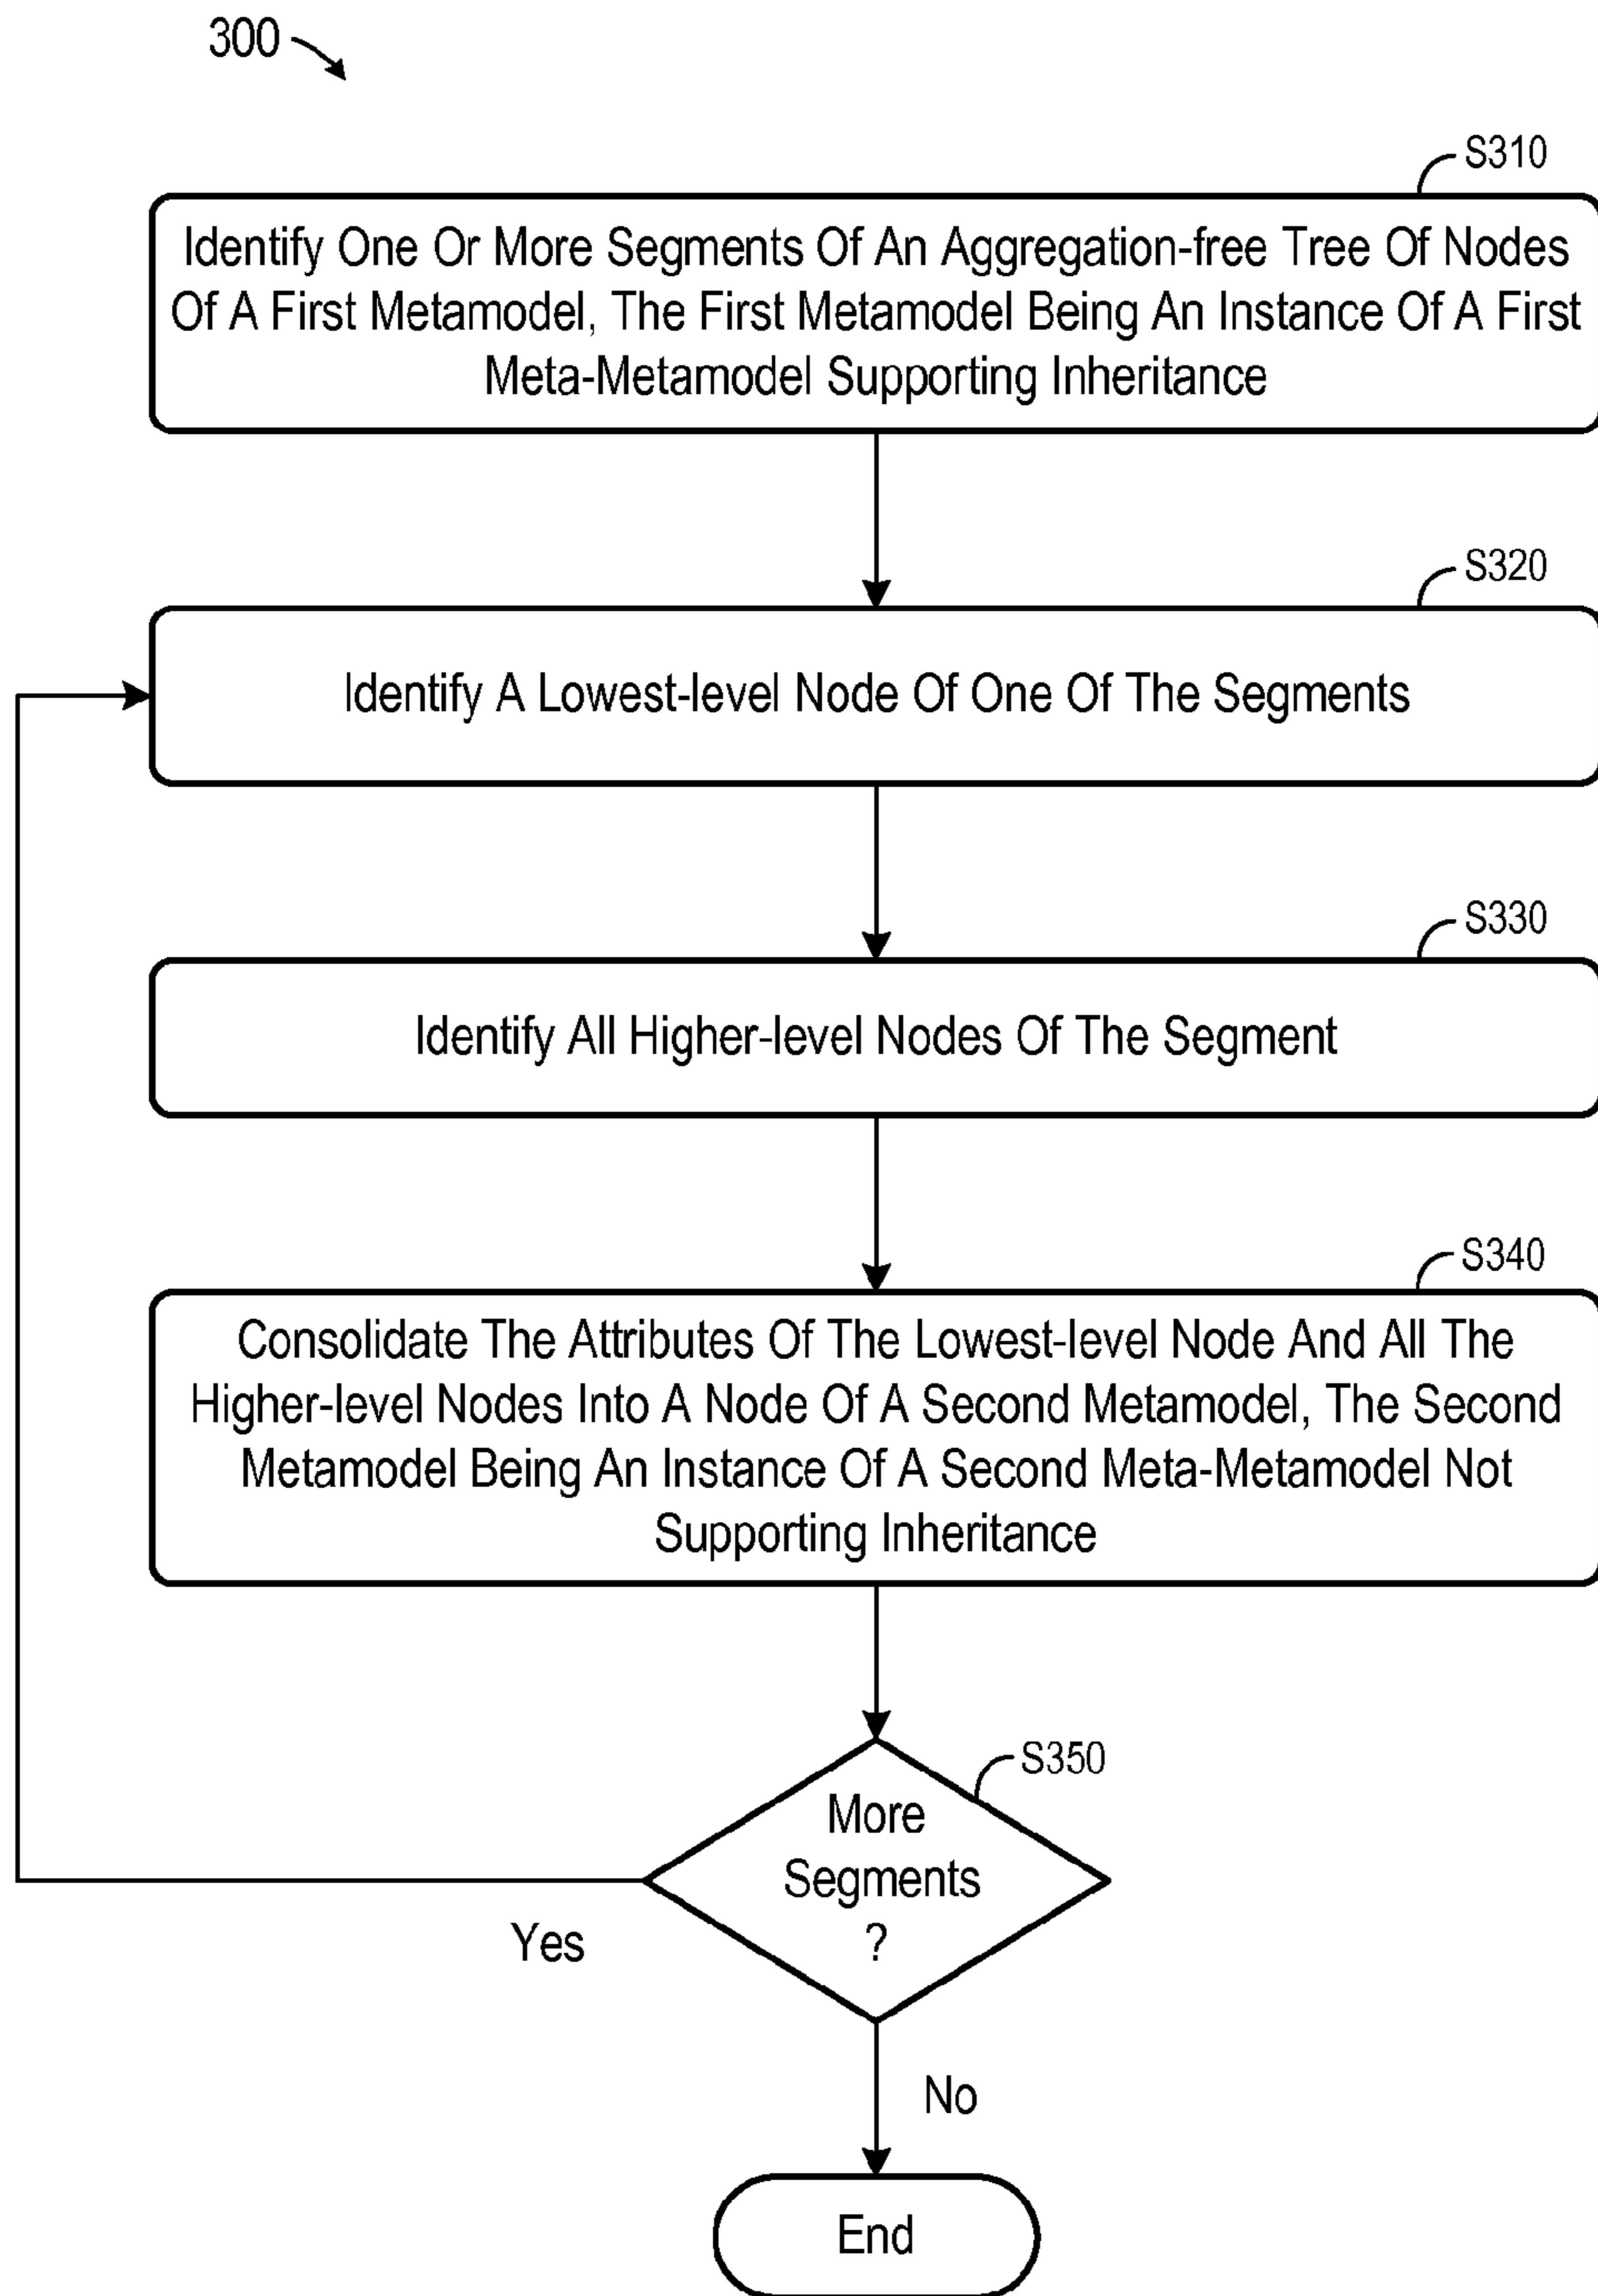 300
S310
Identify One Or More Segments Of An Aggregation-free Tree Of Nodes
Of A First Metamodel, The First Metamodel Being An Instance Of A First
Meta-Metamodel Supporting Inheritance
S320
Identify A Lowest-level Node Of One Of The Segments
S330
Identify All Higher-level Nodes Of The Segment
S340
Consolidate The Attributes Of The Lowest-level Node And All The
Higher-level Nodes Into A Node Of A Second Metamodel, The Second
Metamodel Being An Instance Of A Second Meta-Metamodel Not
Supporting Inheritance
S350
More
Segments
?
Yes
No
End